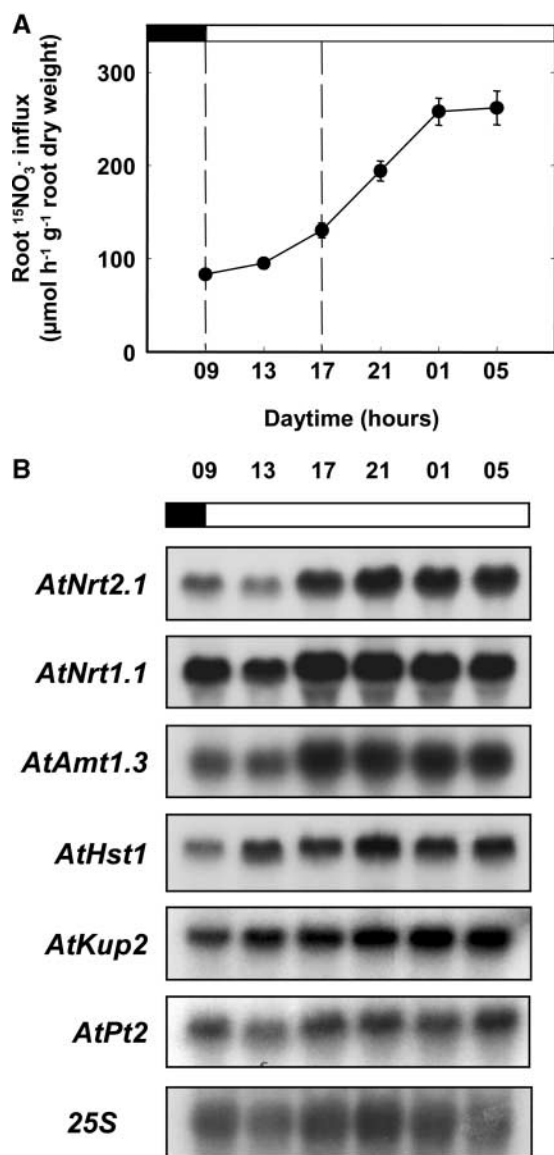 A
Root ¹⁵NO₃⁻ influx
(μmol h⁻¹ g⁻¹ root dry weight)
300
200
100
0
09 13 17 21 01 05
Daytime (hours)
B
09 13 17 21 01 05
AtNrt2.1
AtNrt1.1
AtAmt1.3
AtHst1
AtKup2
AtPt2
25S